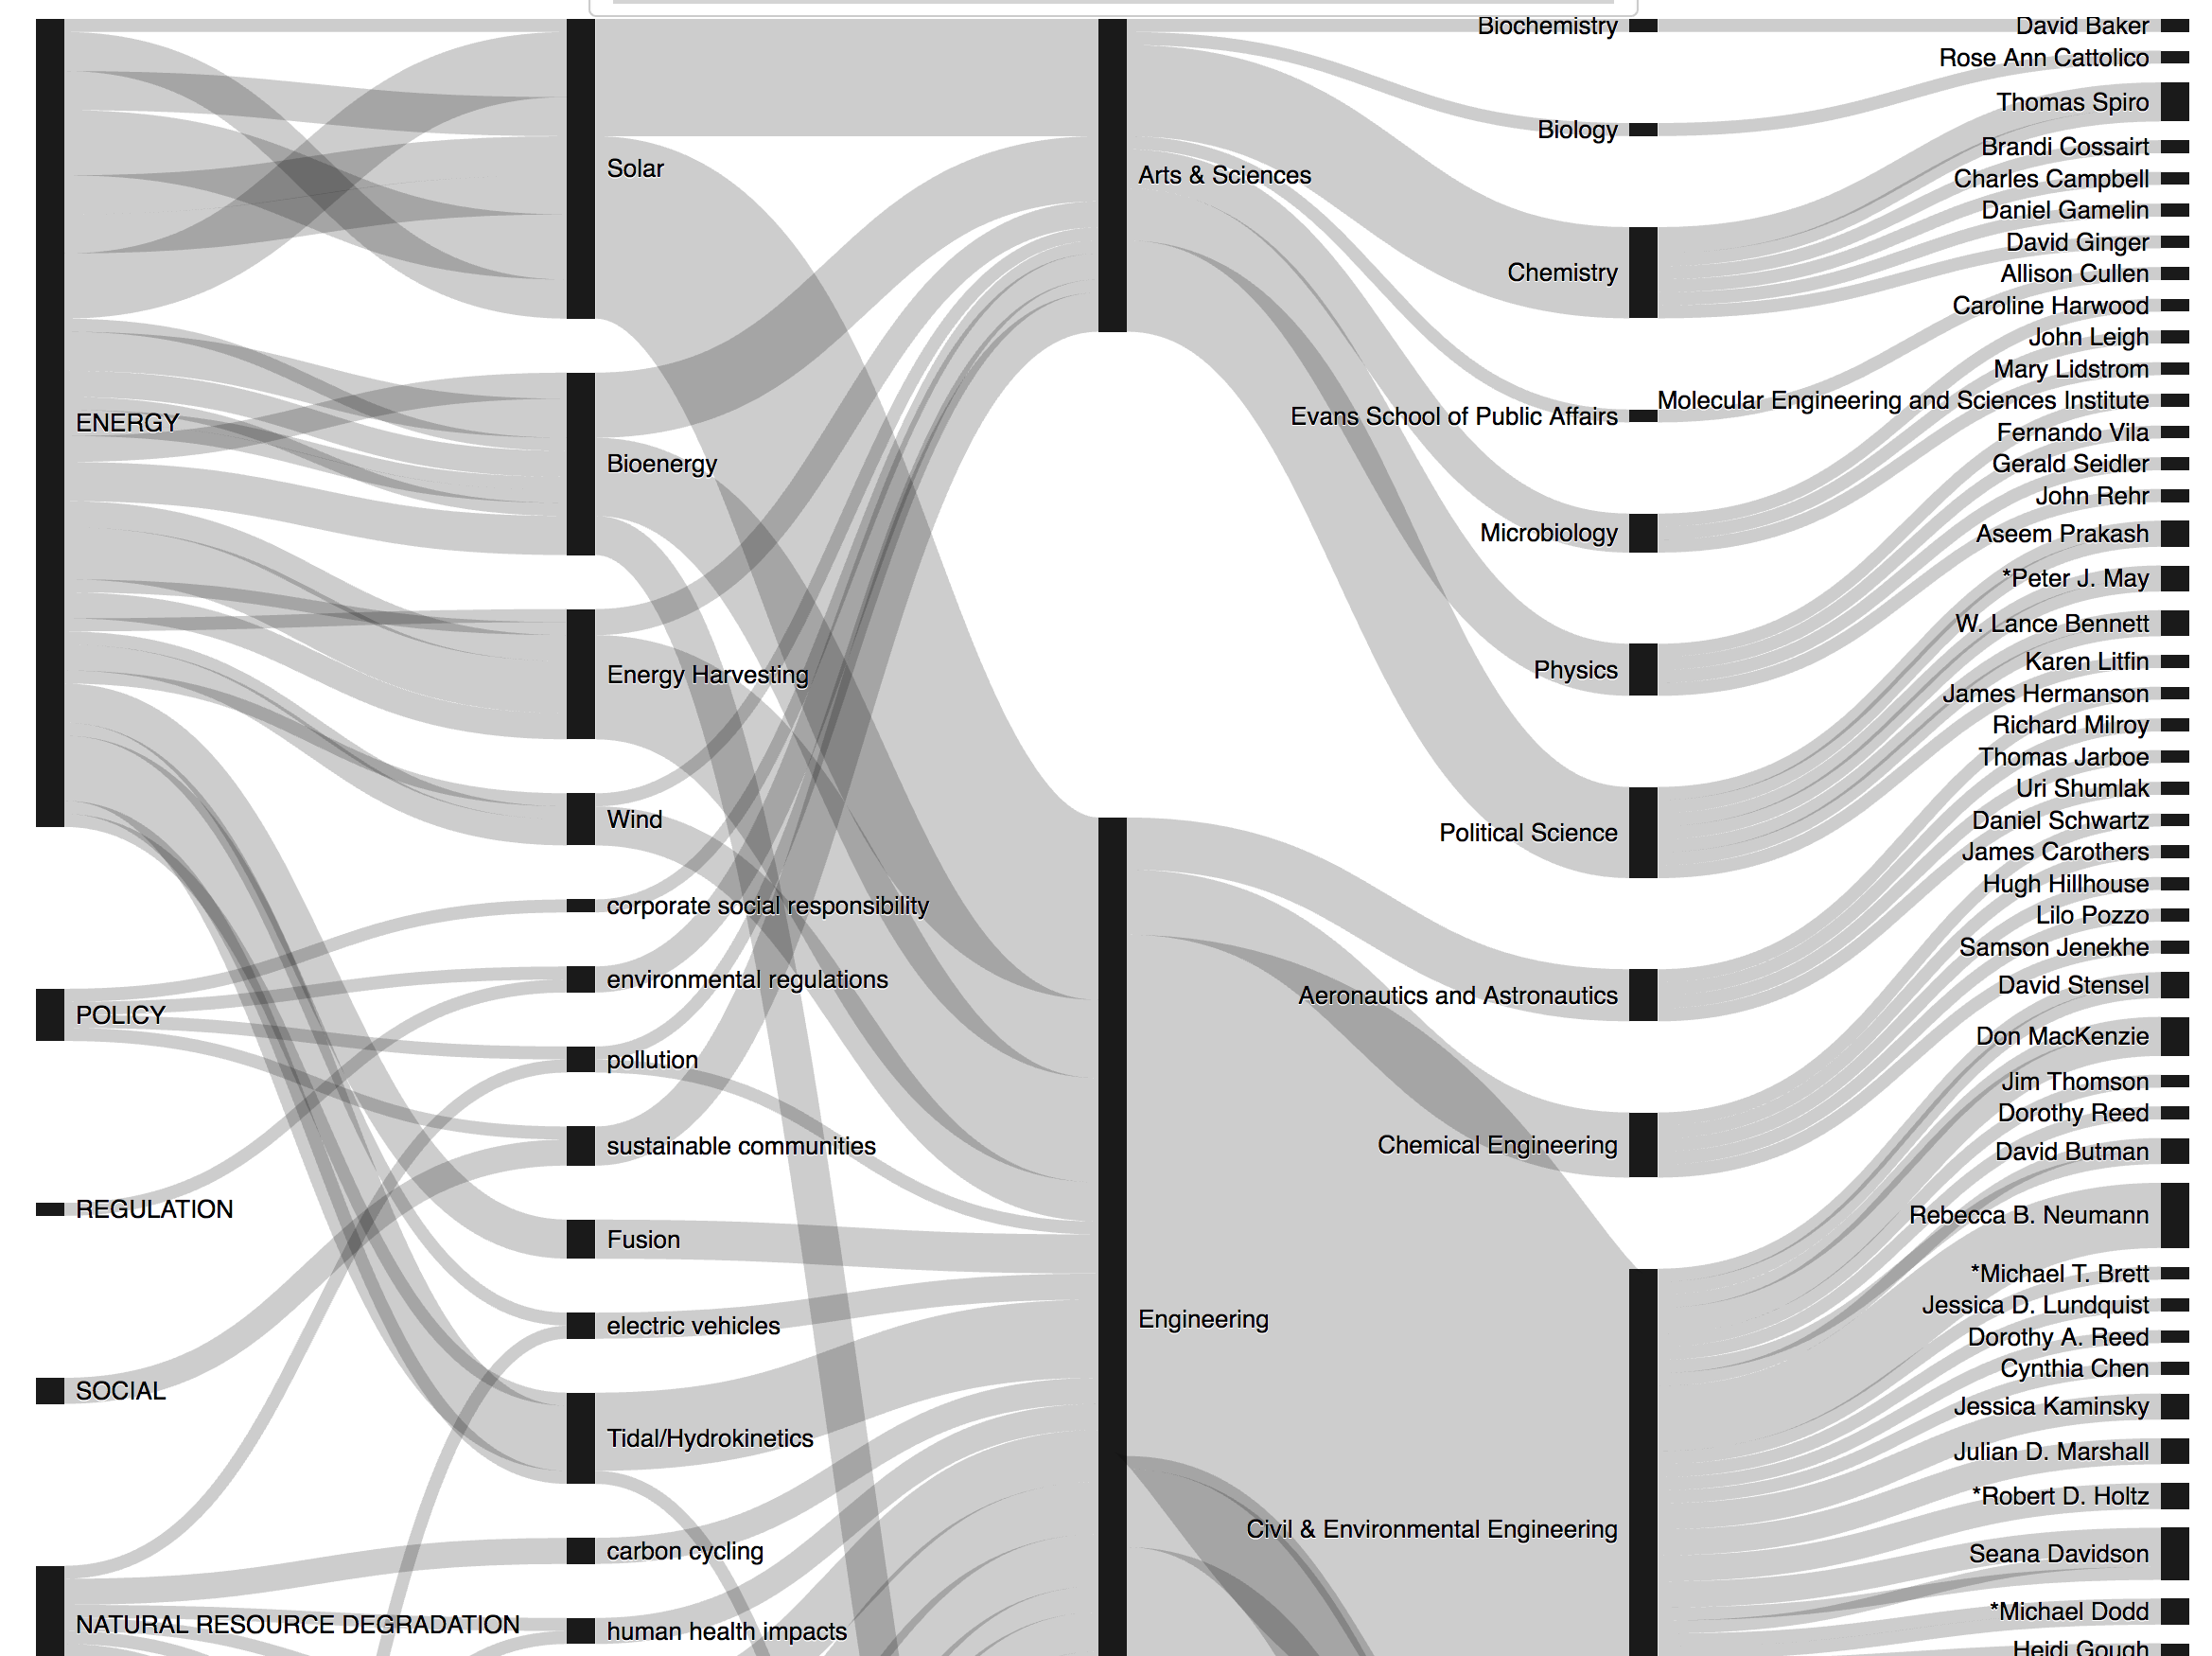 ENERGY
POLICY
REGULATION
SOCIAL
NATURAL RESOURCE DEGRADATION
Solar
Bioenergy
Energy Harvesting
Wind
corporate social responsibility
environmental regulations
pollution
sustainable communities
Fusion
electric vehicles
Tidal/Hydrokinetics
carbon cycling
human health impacts
Arts & Sciences
Engineering
Biochemistry
Biology
Chemistry
Evans School of Public Affairs
Microbiology
Physics
Political Science
Aeronautics and Astronautics
Chemical Engineering
Civil & Environmental Engineering
David Baker
Rose Ann Cattolico
Thomas Spiro
Brandi Cossairt
Charles Campbell
Daniel Gamelin
David Ginger
Allison Cullen
Caroline Harwood
John Leigh
Mary Lidstrom
Molecular Engineering and Sciences Institute
Fernando Vila
Gerald Seidler
John Rehr
Aseem Prakash
*Peter J. May
W. Lance Bennett
Karen Litfin
James Hermanson
Richard Milroy
Thomas Jarboe
Uri Shumlak
Daniel Schwartz
James Carothers
Hugh Hillhouse
Lilo Pozzo
Samson Jenekhe
David Stensel
Don MacKenzie
Jim Thomson
Dorothy Reed
David Butman
Rebecca B. Neumann
*Michael T. Brett
Jessica D. Lundquist
Dorothy A. Reed
Cynthia Chen
Jessica Kaminsky
Julian D. Marshall
*Robert D. Holtz
Seana Davidson
*Michael Dodd
Heidi Gough